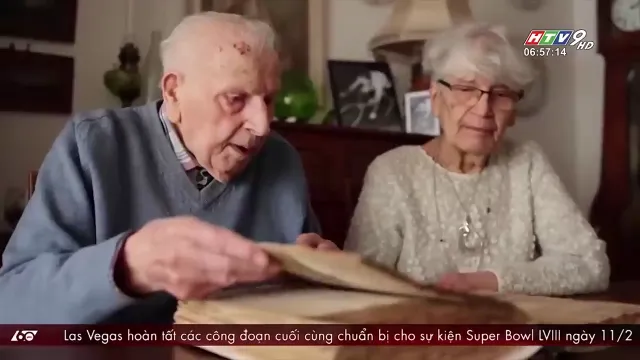 HTV9 HD
06:57:14
60 Las Vegas hoàn tất các công đoạn cuối cùng chuẩn bị cho sự kiện Super Bowl LVIII ngày 11/2